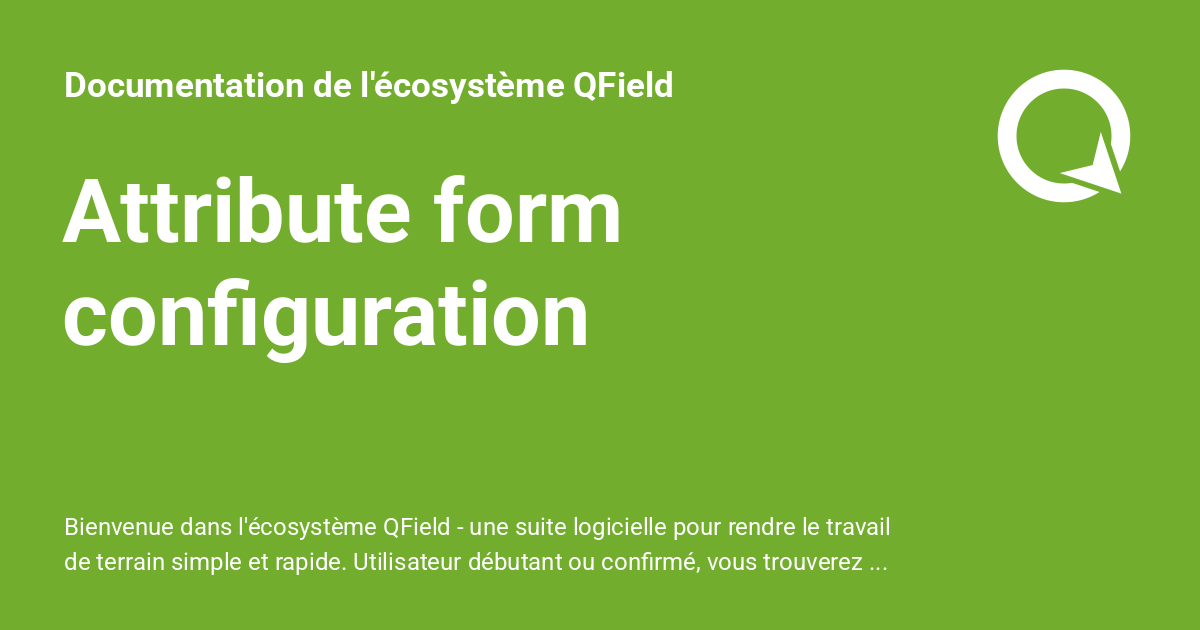 Documentation de l'écosystème QField
Attribute form
configuration
Bienvenue dans l'écosystème QField - une suite logicielle pour rendre le travail
de terrain simple et rapide. Utilisateur débutant ou confirmé, vous trouverez ...